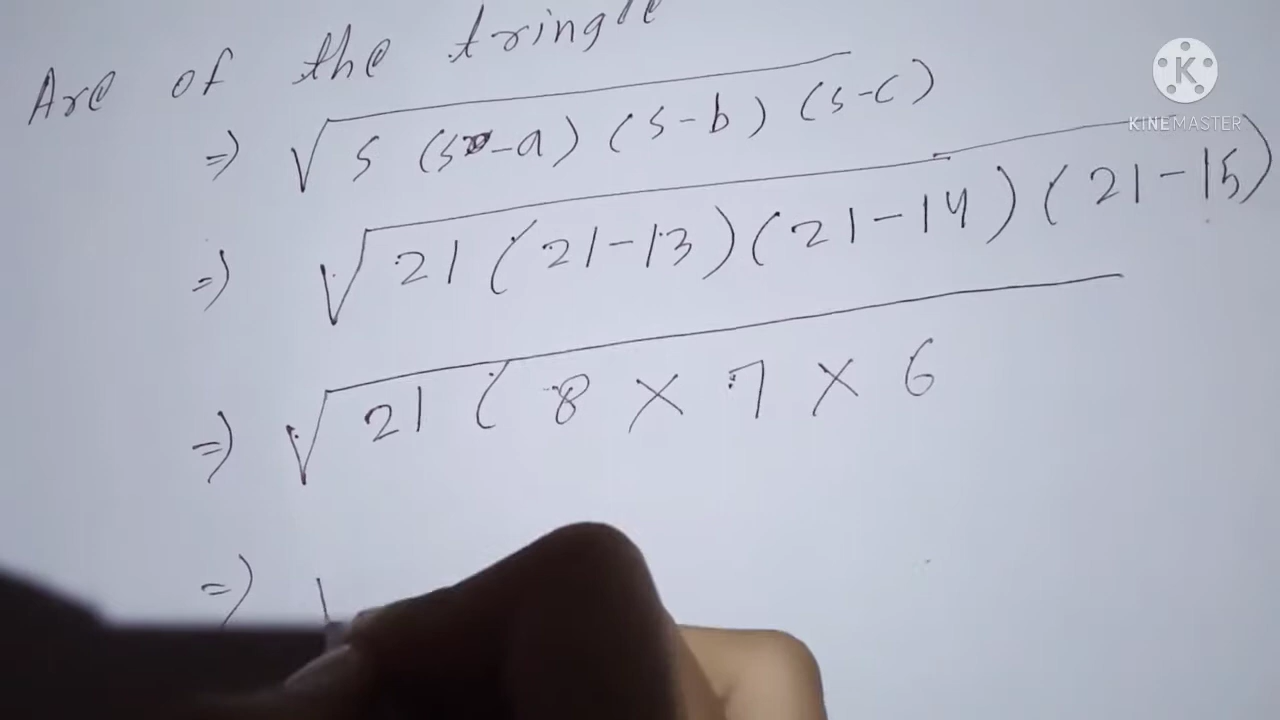 Are of the tringle
⇒ √s (s-a) (s-b) (s-c)
⇒ √21 (21-13) (21-14) (21-15)
⇒ √21 ( 8 × 7 × 6
⇒
K
KINEMASTER